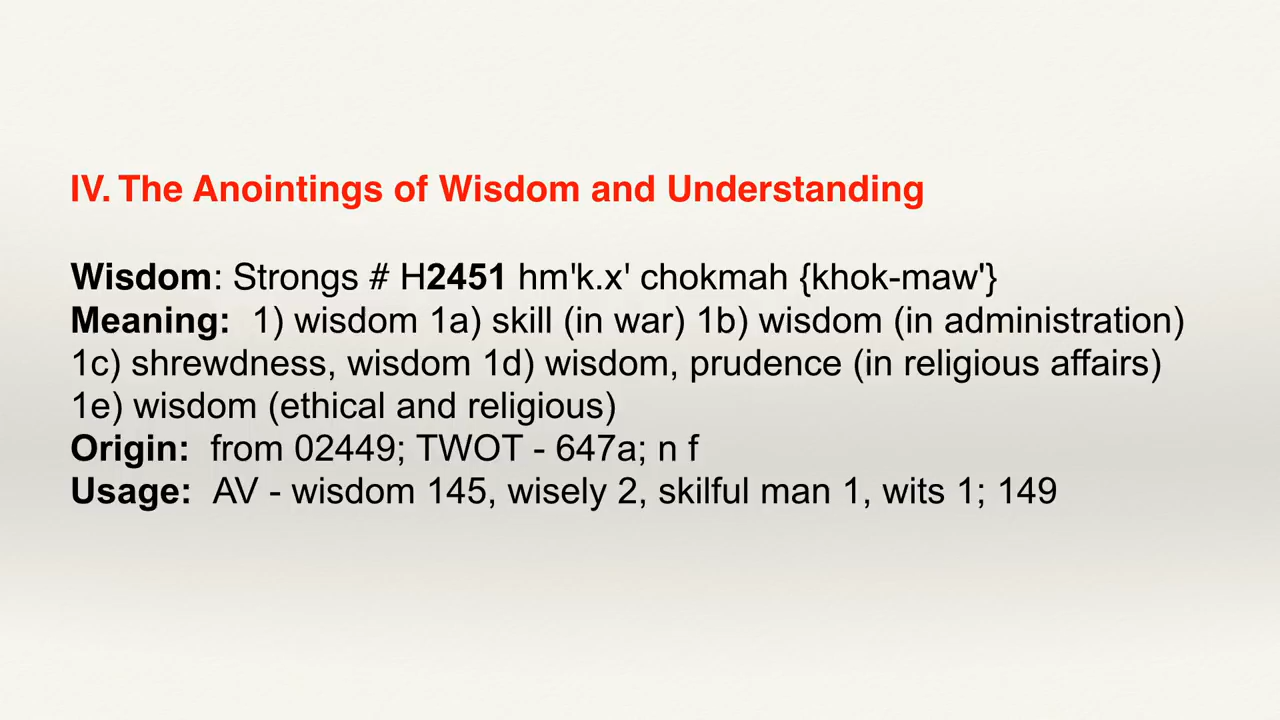 IV. The Anointings of Wisdom and Understanding
Wisdom: Strongs # H2451 hm'k.x' chokmah {khok-maw'}
Meaning: 1) wisdom 1a) skill (in war) 1b) wisdom (in administration)
1c) shrewdness, wisdom 1d) wisdom, prudence (in religious affairs)
1e) wisdom (ethical and religious)
Origin: from 02449; TWOT - 647a; n f
Usage: AV - wisdom 145, wisely 2, skilful man 1, wits 1; 149